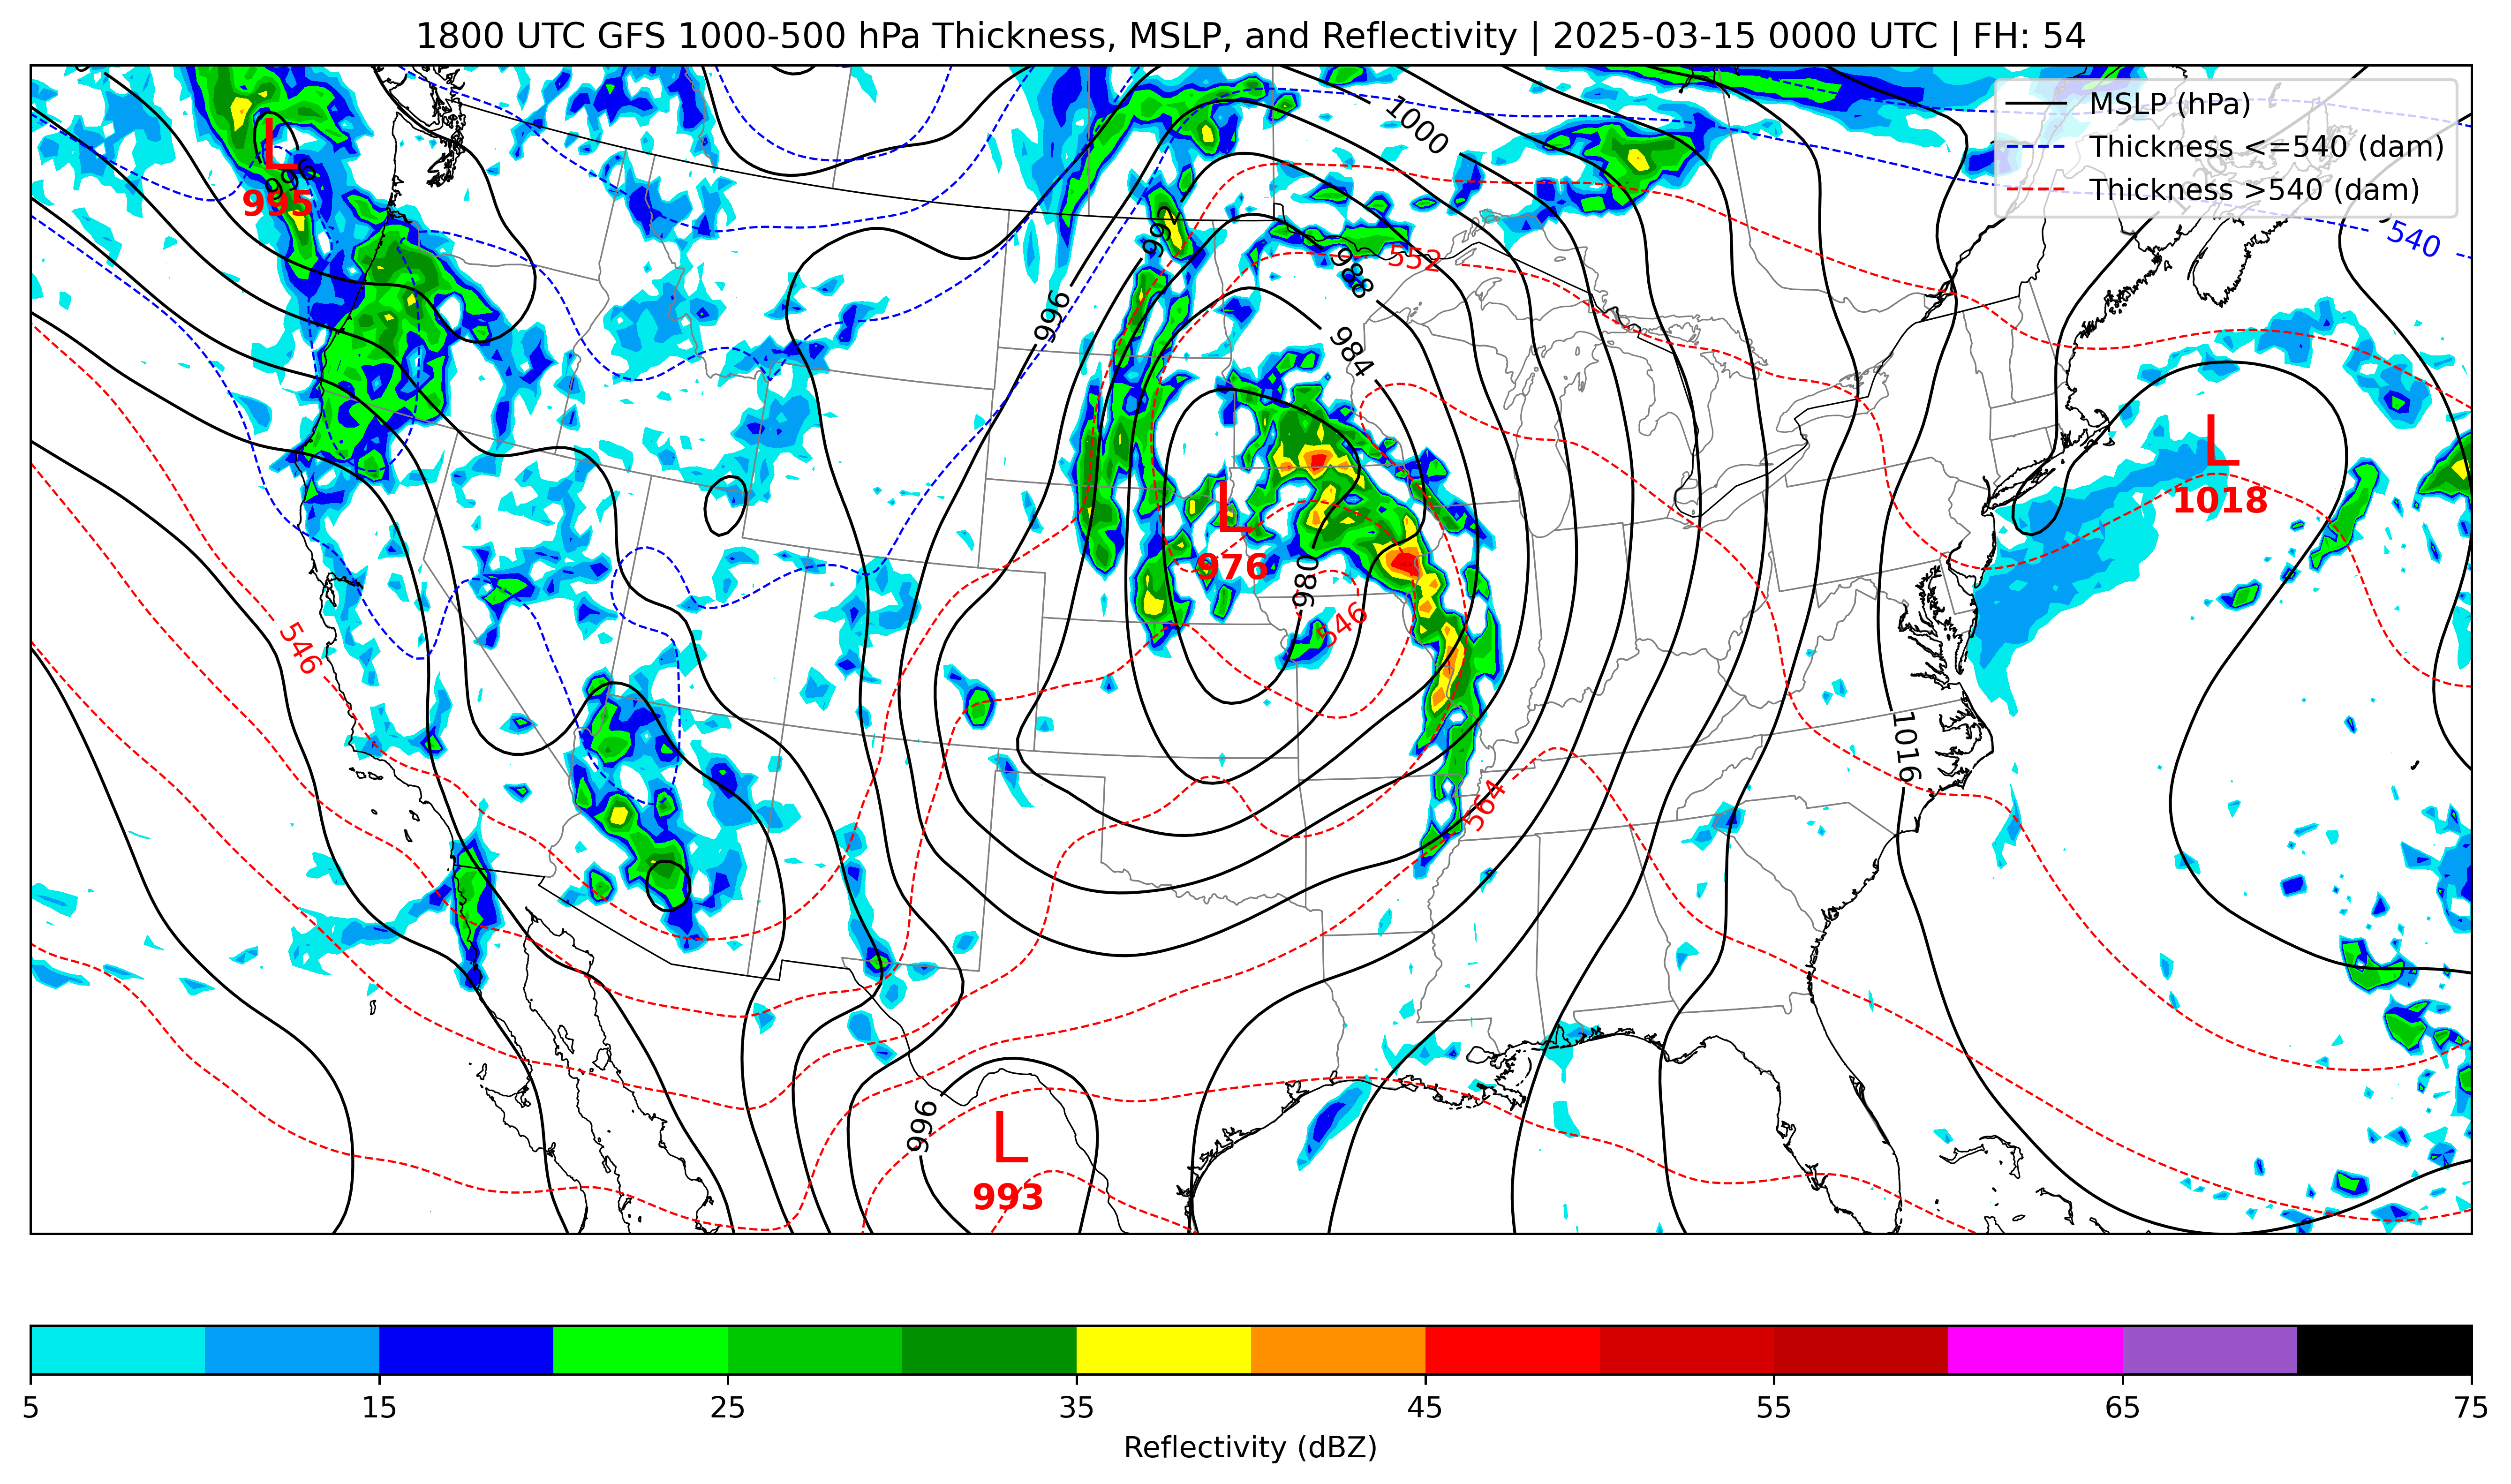 1800 UTC GFS 1000-500 hPa Thickness, MSLP, and Reflectivity | 2025-03-15 0000 UTC | FH: 54
MSLP (hPa)
Thickness <=540 (dam)
Thickness >540 (dam)
1000
L
996
995
992
540
552
988
996
984
L
1018
L
976
980
546
546
1016
564
996
L
993
5 15 25 35 45 55 65 75
Reflectivity (dBZ)